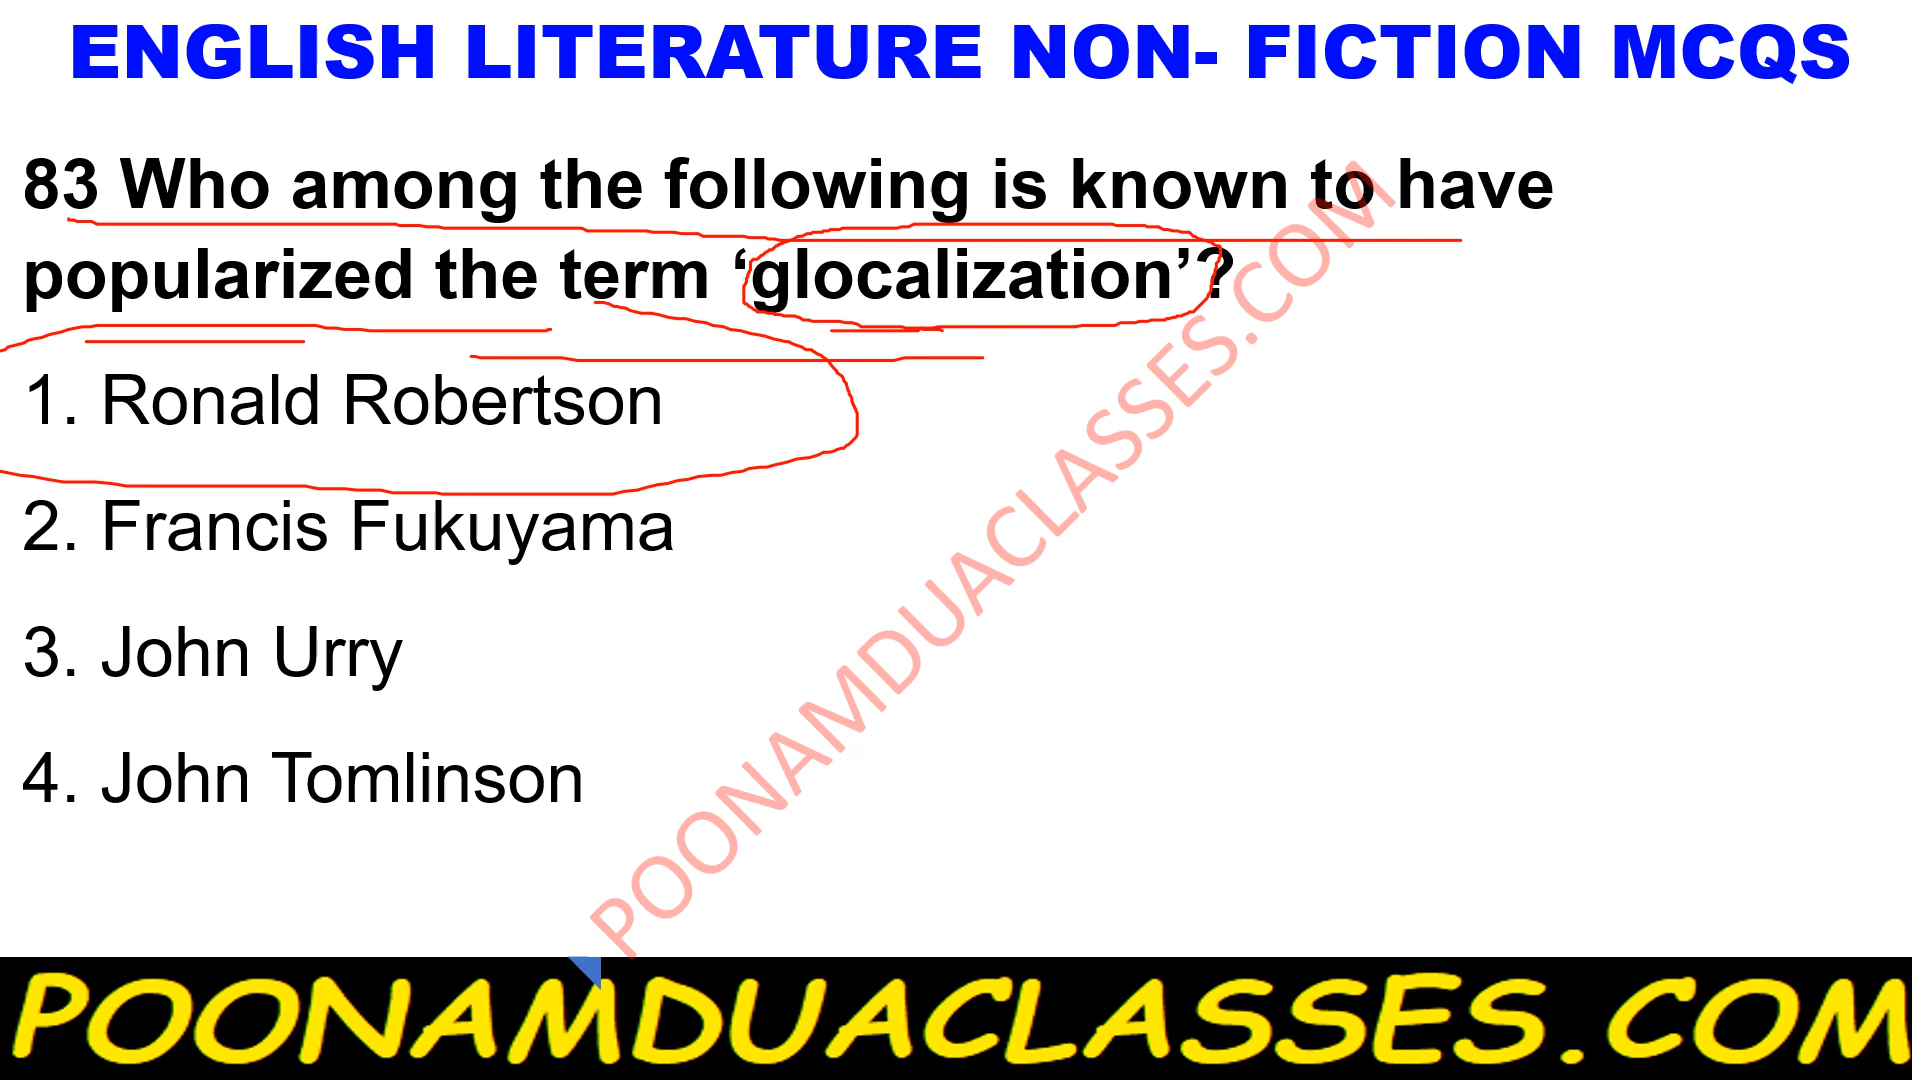 ENGLISH LITERATURE NON- FICTION MCQS
83 Who among the following is known to have
popularized the term ‘glocalization’?
1. Ronald Robertson
2. Francis Fukuyama
3. John Urry
4. John Tomlinson
POONAMDUACLASSES.COM
POONAMDUACLASSES.COM